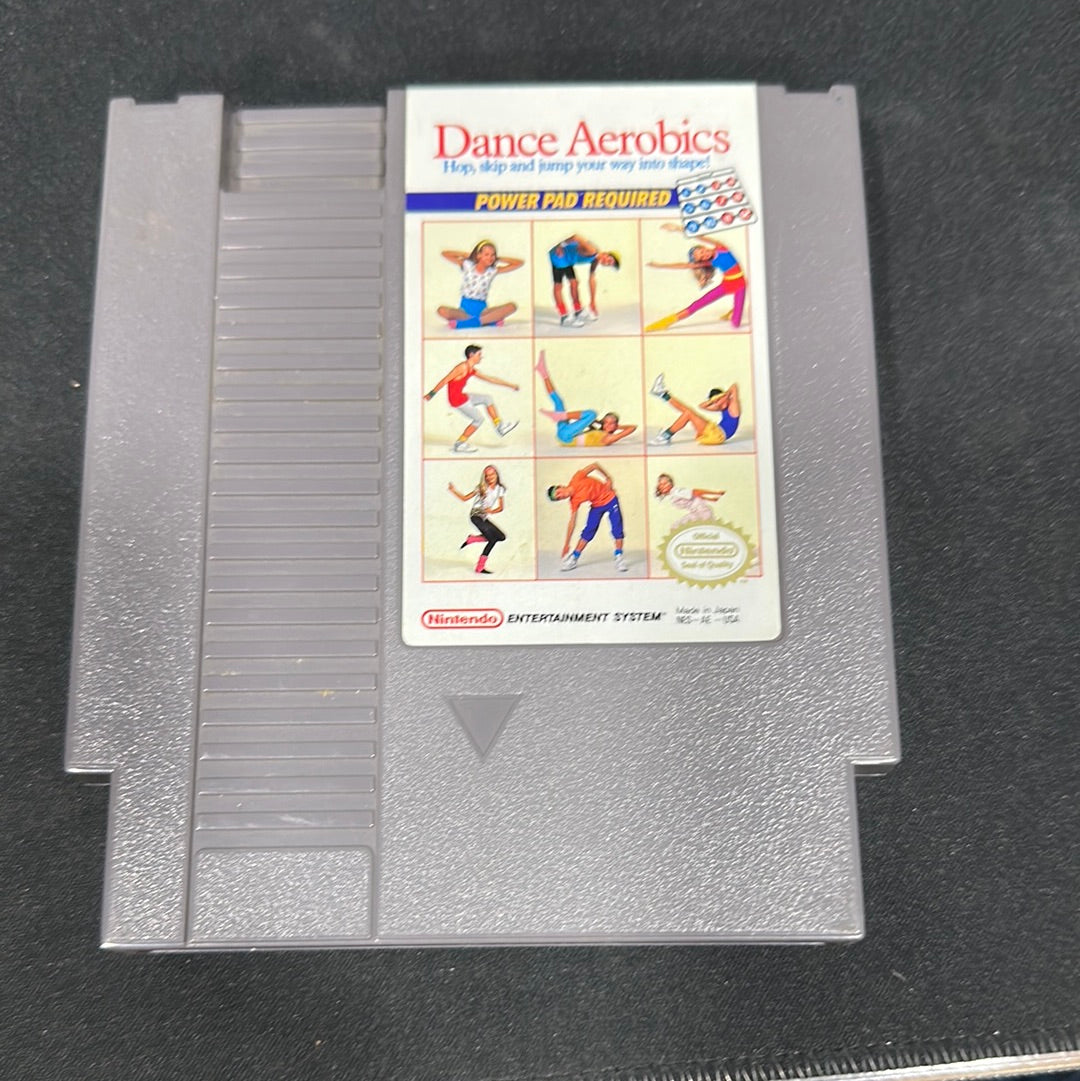 Dance Aerobics
Hop, skip and jump your way into shape!
POWER PAD REQUIRED
Official
Nintendo
Seal of Quality
Nintendo ENTERTAINMENT SYSTEM™
Made in Japan
NES-AE-USA